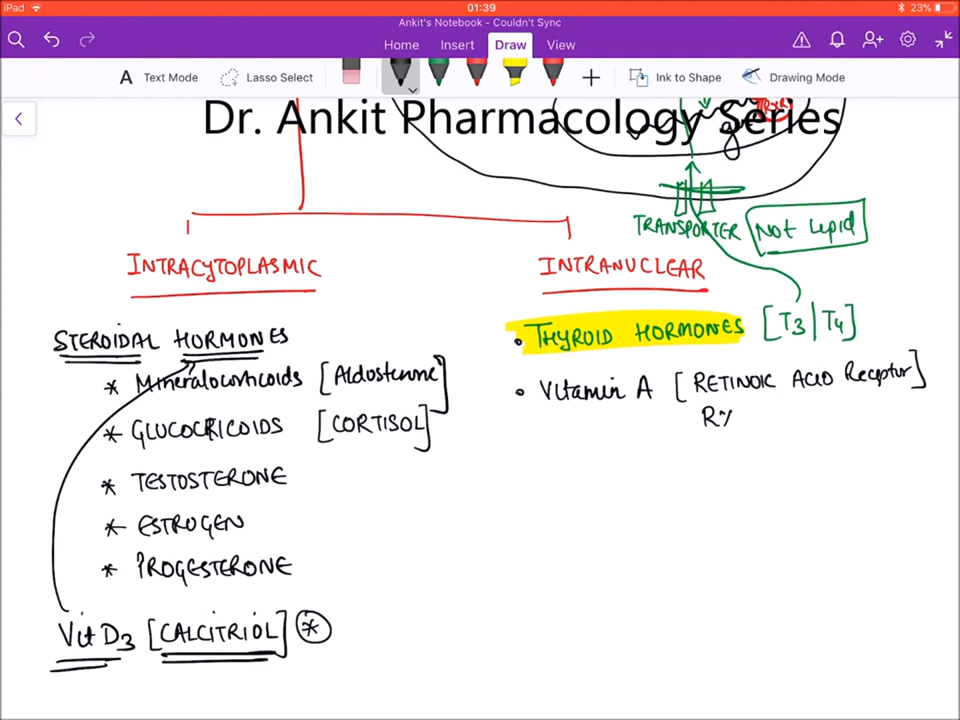 iPad 01:39 23%
Ankit's Notebook - Couldn't Sync
Home Insert Draw View
A Text Mode Lasso Select Ink to Shape Drawing Mode
Dr. Ankit Pharmacology Series
TRANSPORTER Not Lipid
INTRACYTOPLASMIC
INTRANUCLEAR
STEROIDAL HORMONES
* Mineralocorticoids [Aldosterone]
* GLUCOCRICOIDS [CORTISOL]
* TESTOSTERONE
* ESTROGEN
* PROGESTERONE
Vit D3 [CALCITRIOL] *
• THYROID HORMONES [T3 | T4]
• Vitamin A [RETINOIC ACID Receptor]